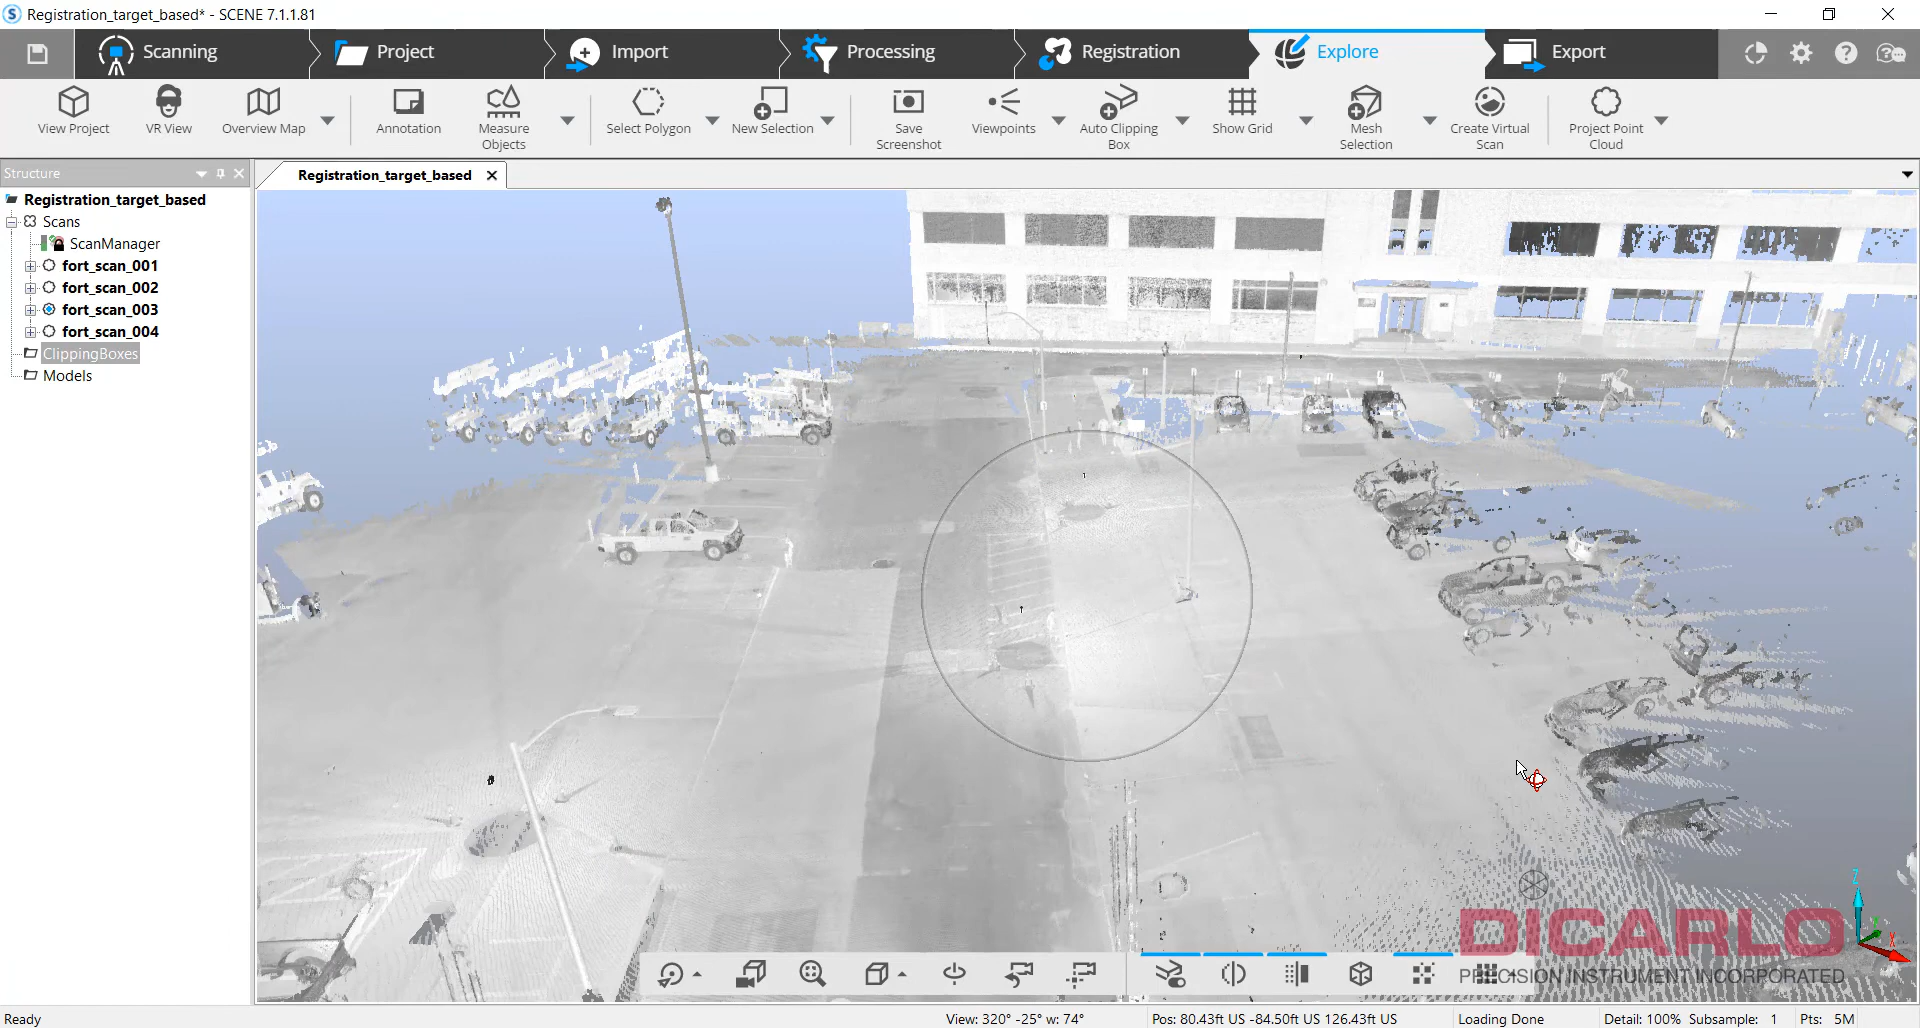 Registration_target_based* - SCENE 7.1.1.81
Scanning
Project
Import
Processing
Registration
Explore
Export
View Project
VR View
Overview Map
Annotation
Measure
Objects
Select Polygon
New Selection
Save
Screenshot
Viewpoints
Auto Clipping
Box
Show Grid
Mesh
Selection
Create Virtual
Scan
Project Point
Cloud
Structure
Registration_target_based
Registration_target_based
Scans
ScanManager
fort_scan_001
fort_scan_002
fort_scan_003
fort_scan_004
ClippingBoxes
Models
Z
X
DICARLO
PRECISION INSTRUMENT INCORPORATED
Ready
View: 320° -25° w: 74°
Pos: 80.43ft US -84.50ft US 126.43ft US
Loading Done
Detail: 100% Subsample: 1
Pts: 5M